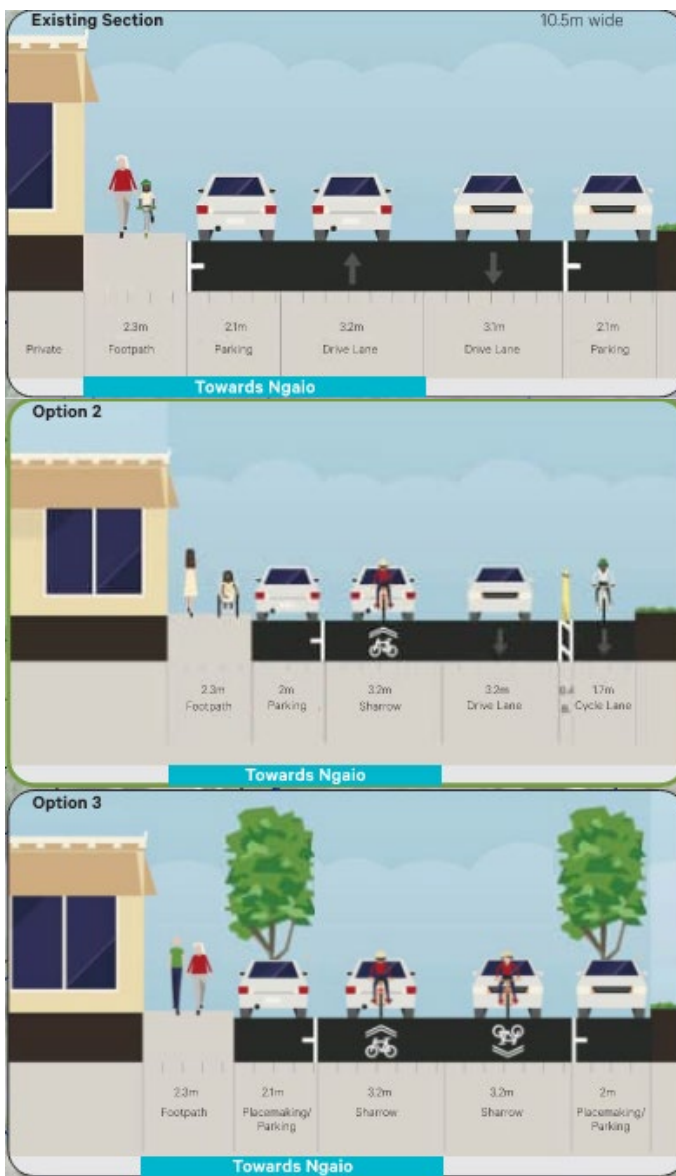 Existing Section 10.5m wide
2.3m 2.1m 3.2m 3.1m 2.1m
Private Footpath Parking Drive Lane Drive Lane Parking
Towards Ngaio
Option 2
2.3m 2m 3.2m 3.2m 1.7m
Footpath Parking Sharrow Drive Lane Cycle Lane
Towards Ngaio
Option 3
2.3m 2.1m 3.2m 3.2m 2m
Footpath Placemaking/ Sharrow Sharrow Placemaking/
Parking Parking
Towards Ngaio